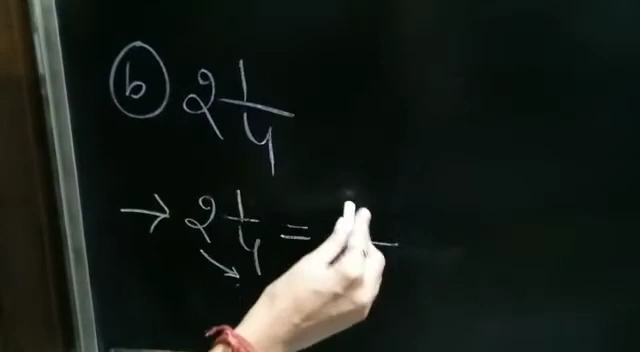 b 2 1/4
→ 2 1/4 =